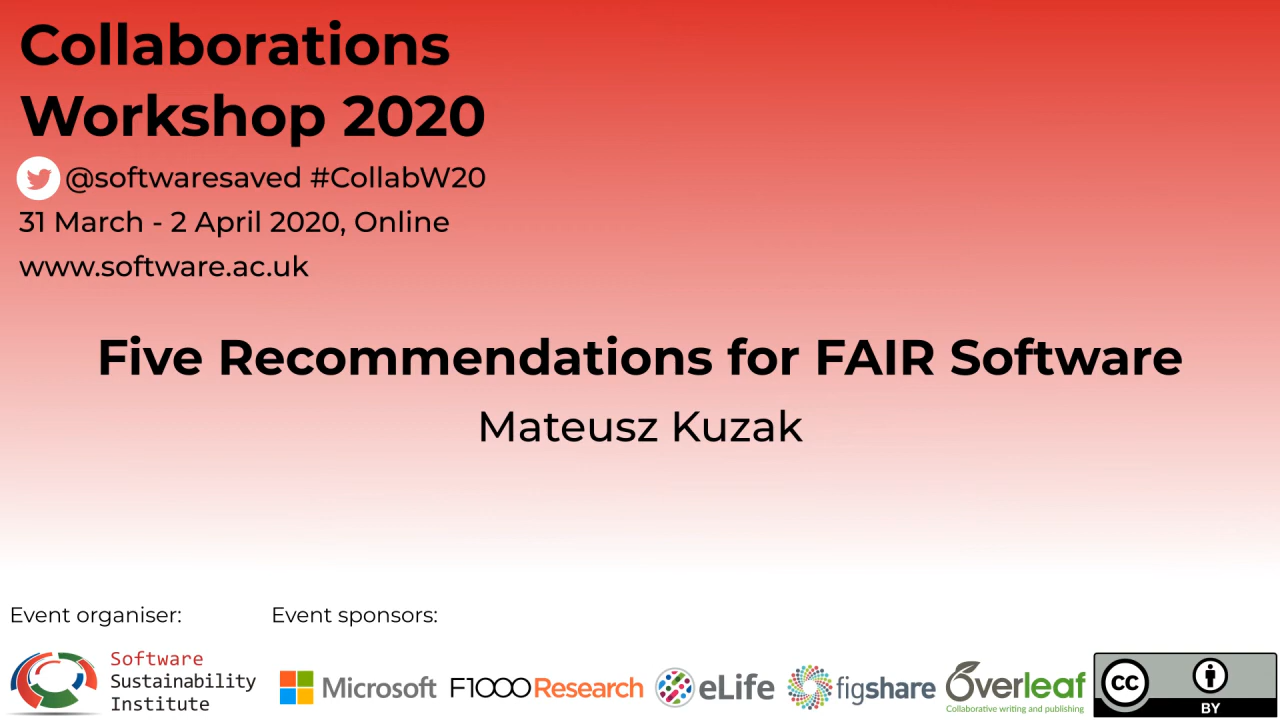 Collaborations
Workshop 2020
@softwaresaved #CollabW20
31 March - 2 April 2020, Online
www.software.ac.uk
Five Recommendations for FAIR Software
Mateusz Kuzak
Event organiser:
Event sponsors:
Software
Sustainability
Institute
Microsoft
F1000Research
eLife
figshare
Overleaf
Collaborative writing and publishing
cc
BY